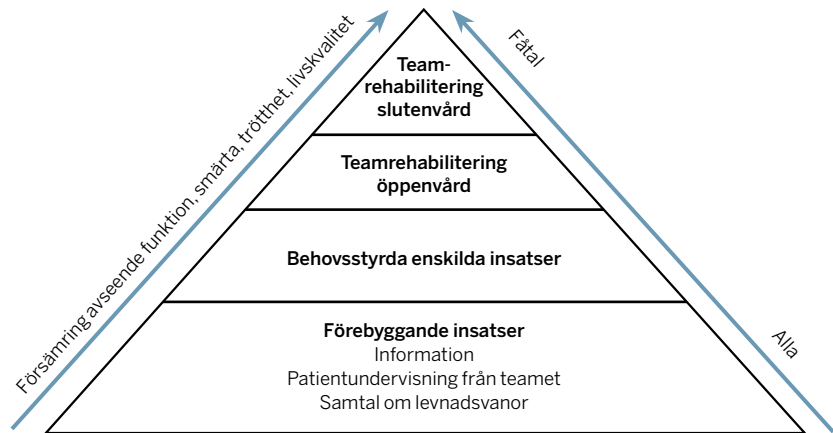 Team-
rehabilitering
slutenvård
Teamrehabilitering
öppenvård
Behovsstyrda enskilda insatser
Förebyggande insatser
Information
Patientundervisning från teamet
Samtal om levnadsvanor
Försämring avseende funktion, smärta, trötthet, livskvalitet
Fåtal
Alla